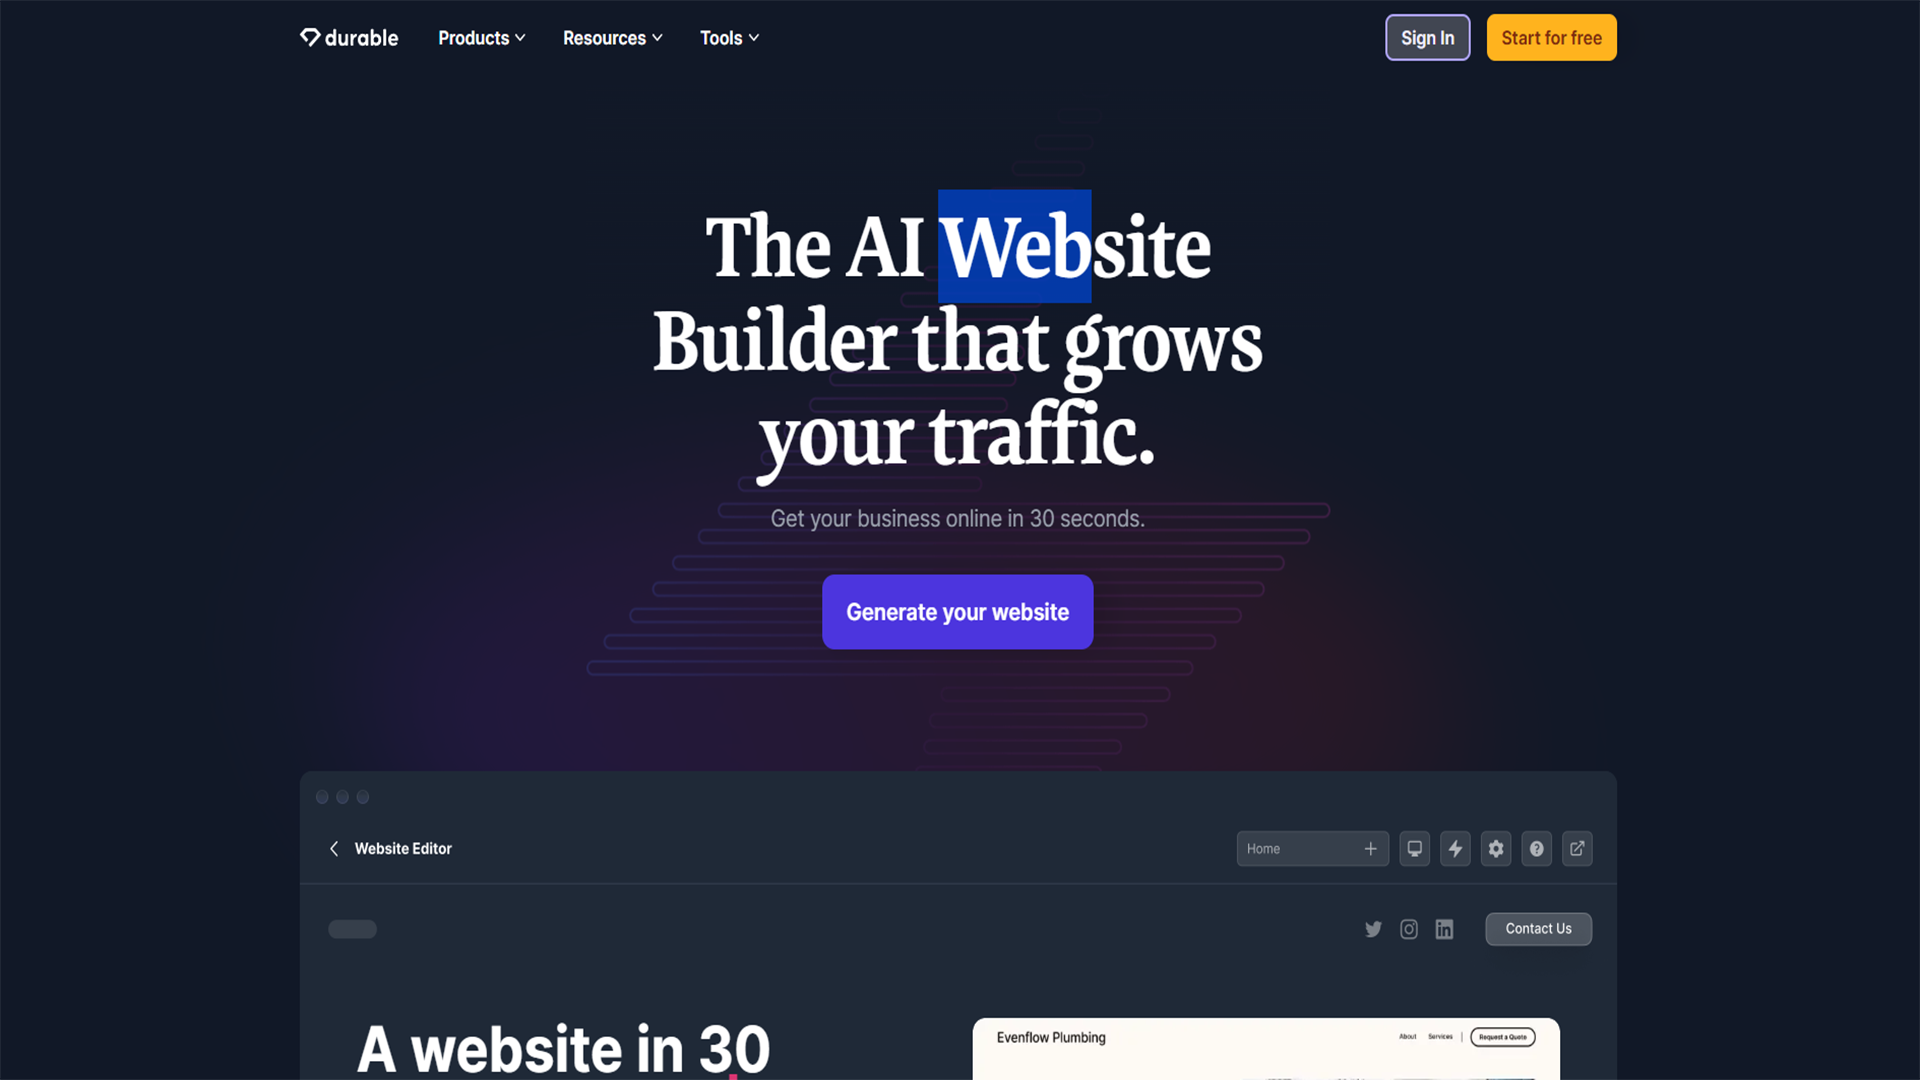 durable
Products
Resources
Tools
Sign In
Start for free
The AI Website
Builder that grows
your traffic.
Get your business online in 30 seconds.
Generate your website
Website Editor
Home
Contact Us
A website in 30
Evenflow Plumbing
About
Services
Request a Quote